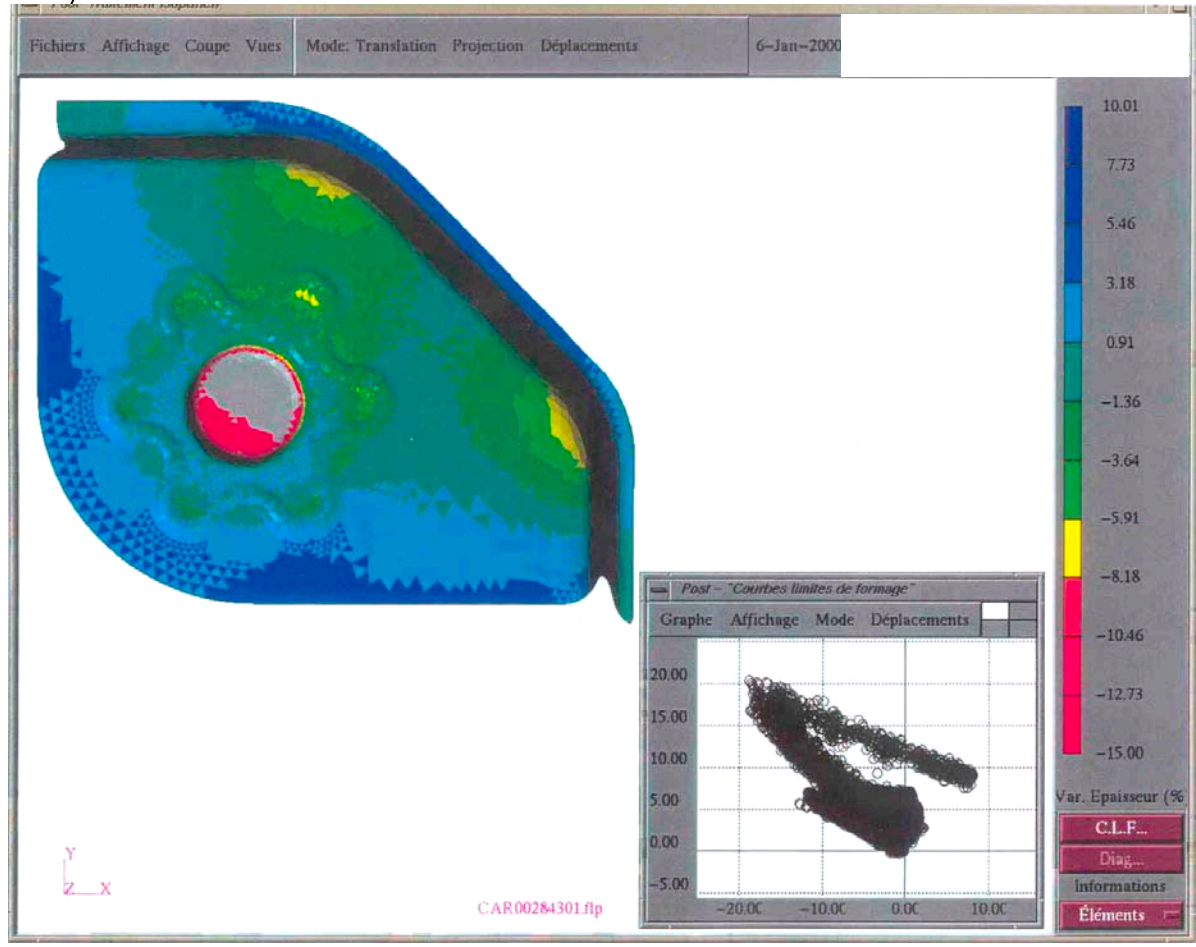 Post - Traitement Isopunch
Fichiers Affichage Coupe Vues Mode: Translation Projection Déplacements 6-Jan-2000
10.01
7.73
5.46
3.18
0.91
-1.36
-3.64
-5.91
-8.18
-10.46
-12.73
-15.00
Var. Epaisseur (%
C.L.F...
Diag...
Informations
Éléments
Post - "Courbes limites de formage"
Graphe Affichage Mode Déplacements
20.00
15.00
10.00
5.00
0.00
-5.00
-20.00 -10.00 0.00 10.00
Y
Z X
CAR00284301.flp